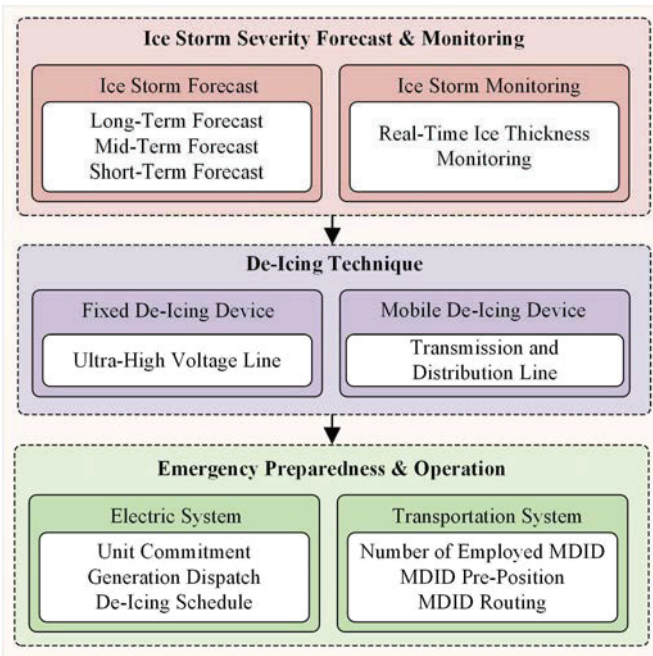 Ice Storm Severity Forecast & Monitoring
Ice Storm Forecast
Long-Term Forecast
Mid-Term Forecast
Short-Term Forecast
Ice Storm Monitoring
Real-Time Ice Thickness
Monitoring
De-Icing Technique
Fixed De-Icing Device
Ultra-High Voltage Line
Mobile De-Icing Device
Transmission and
Distribution Line
Emergency Preparedness & Operation
Electric System
Unit Commitment
Generation Dispatch
De-Icing Schedule
Transportation System
Number of Employed MDID
MDID Pre-Position
MDID Routing